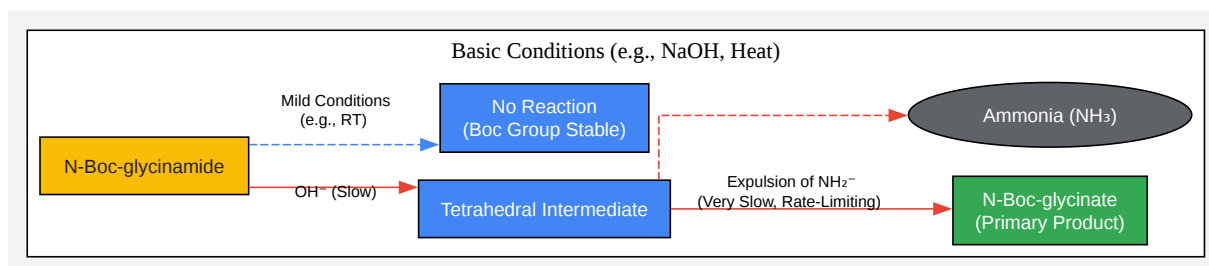 Basic Conditions (e.g., NaOH, Heat)
Mild Conditions
(e.g., RT)
No Reaction
(Boc Group Stable)
Ammonia (NH₃)
N-Boc-glycinamide
OH⁻ (Slow)
Tetrahedral Intermediate
Expulsion of NH₂⁻
(Very Slow, Rate-Limiting)
N-Boc-glycinate
(Primary Product)